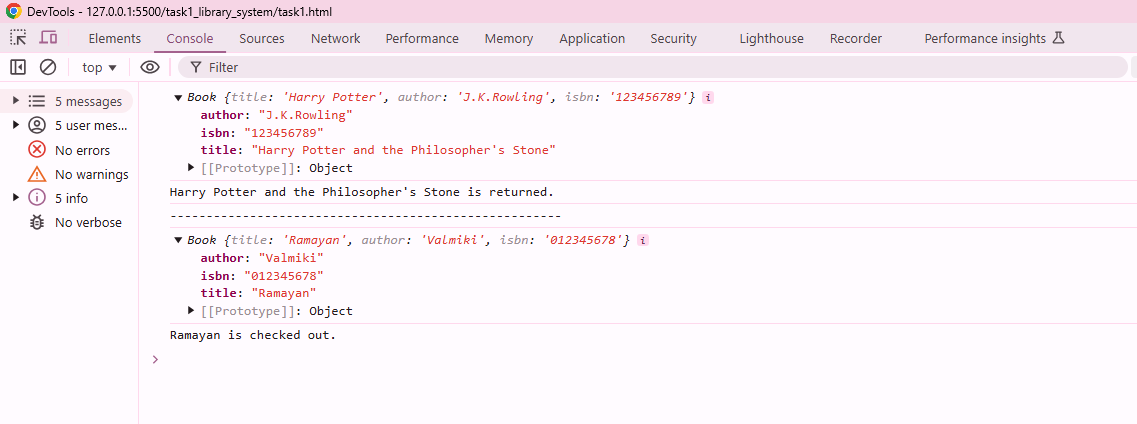 DevTools - 127.0.0.1:5500/task1_library_system/task1.html
Elements Console Sources Network Performance Memory Application Security Lighthouse Recorder Performance insights
top Filter
5 messages
5 user mes...
No errors
No warnings
5 info
No verbose
Book {title: 'Harry Potter', author: 'J.K.Rowling', isbn: '123456789'} i
author: "J.K.Rowling"
isbn: "123456789"
title: "Harry Potter and the Philosopher's Stone"
[[Prototype]]: Object
Harry Potter and the Philosopher's Stone is returned.
------------------------------------------------------
Book {title: 'Ramayan', author: 'Valmiki', isbn: '012345678'} i
author: "Valmiki"
isbn: "012345678"
title: "Ramayan"
[[Prototype]]: Object
Ramayan is checked out.